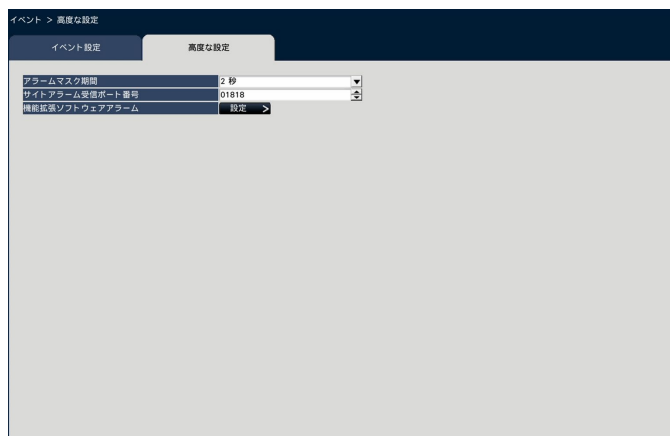 イベント > 高度な設定
イベント設定 高度な設定
アラームマスク期間 2 秒
サイトアラーム受信ポート番号 01818
機能拡張ソフトウェアアラーム 設定 >